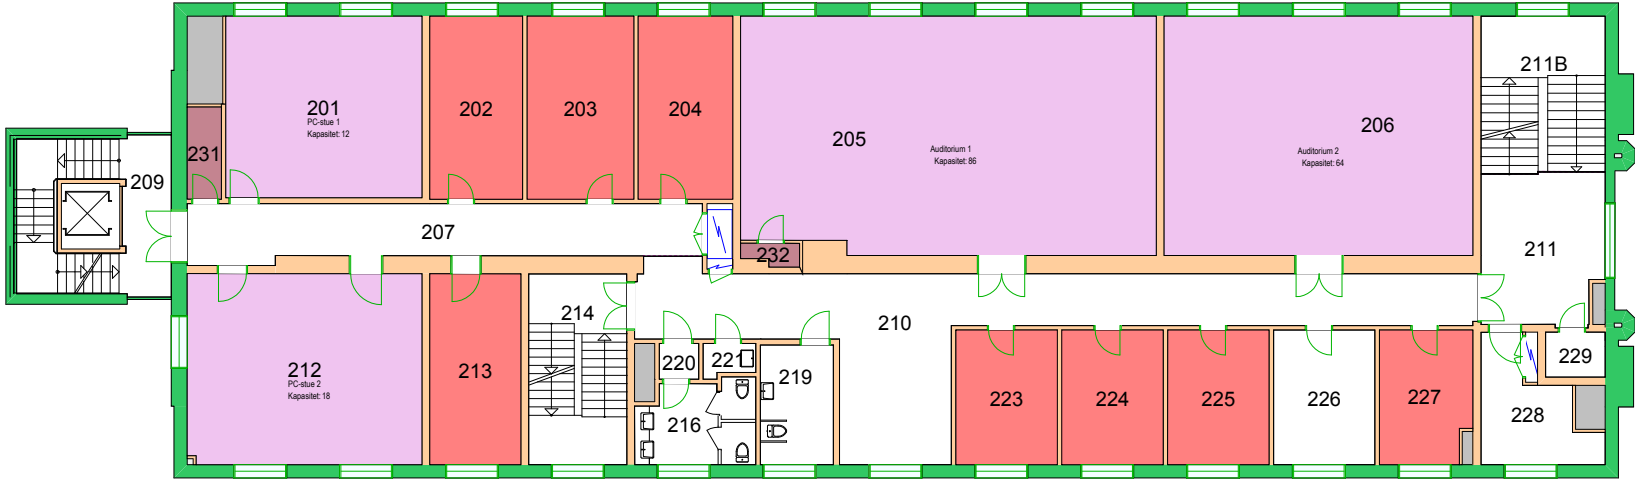 211B
201
PC-stue 1
Kapasitet: 12
202
203
204
205
Auditorium 1
Kapasitet: 86
206
Auditorium 2
Kapasitet: 64
231
209
207
232
211
214
210
212
PC-stue 2
Kapasitet: 18
213
220
221
219
216
223
224
225
226
227
228
229